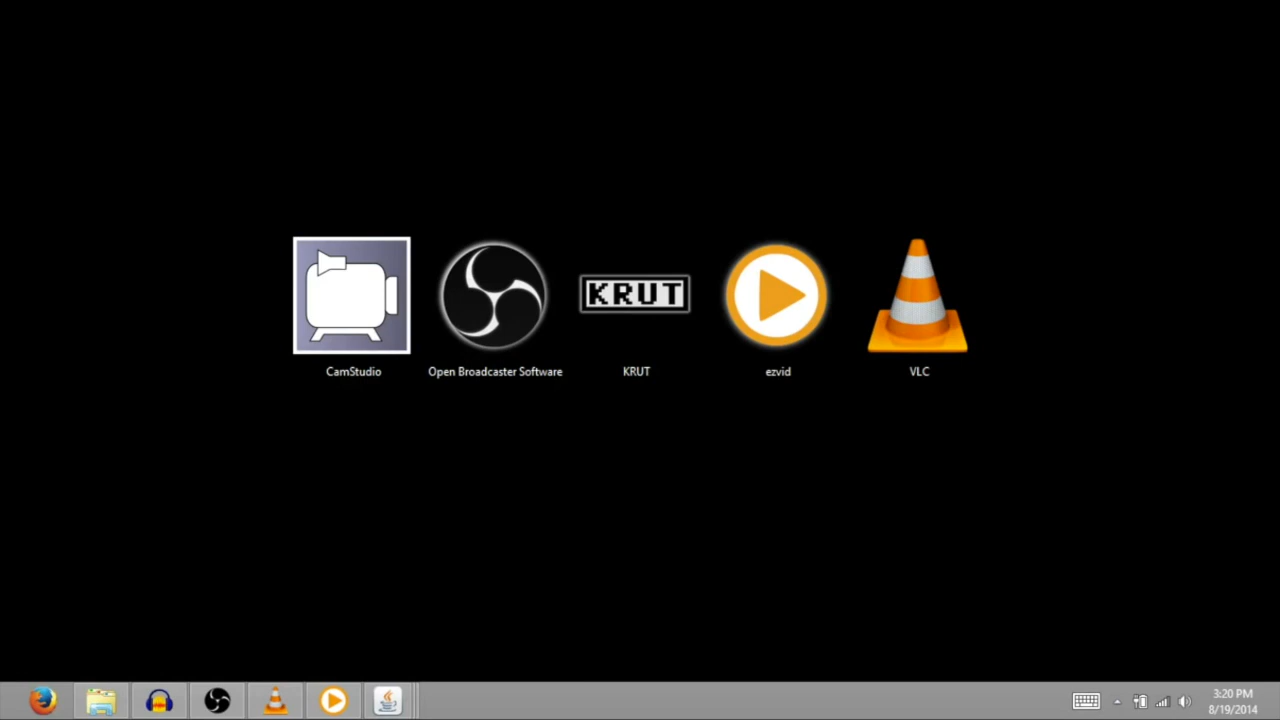 KRUT
CamStudio
Open Broadcaster Software
KRUT
ezvid
VLC
3:20 PM
8/19/2014